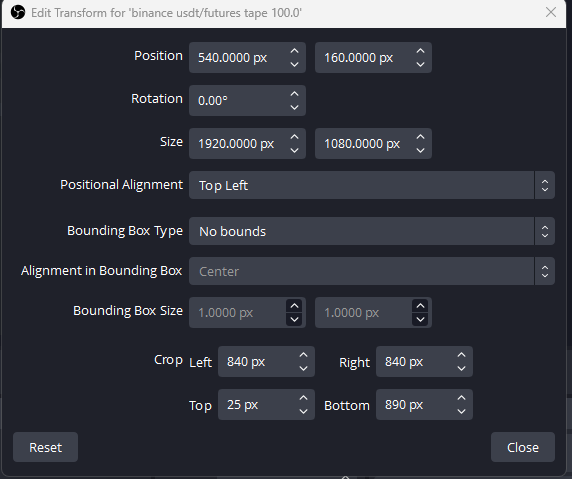 Edit Transform for 'binance usdt/futures tape 100.0'
Position 540.0000 px 160.0000 px
Rotation 0.00°
Size 1920.0000 px 1080.0000 px
Positional Alignment Top Left
Bounding Box Type No bounds
Alignment in Bounding Box Center
Bounding Box Size 1.0000 px 1.0000 px
Crop Left 840 px Right 840 px
Top 25 px Bottom 890 px
Reset Close